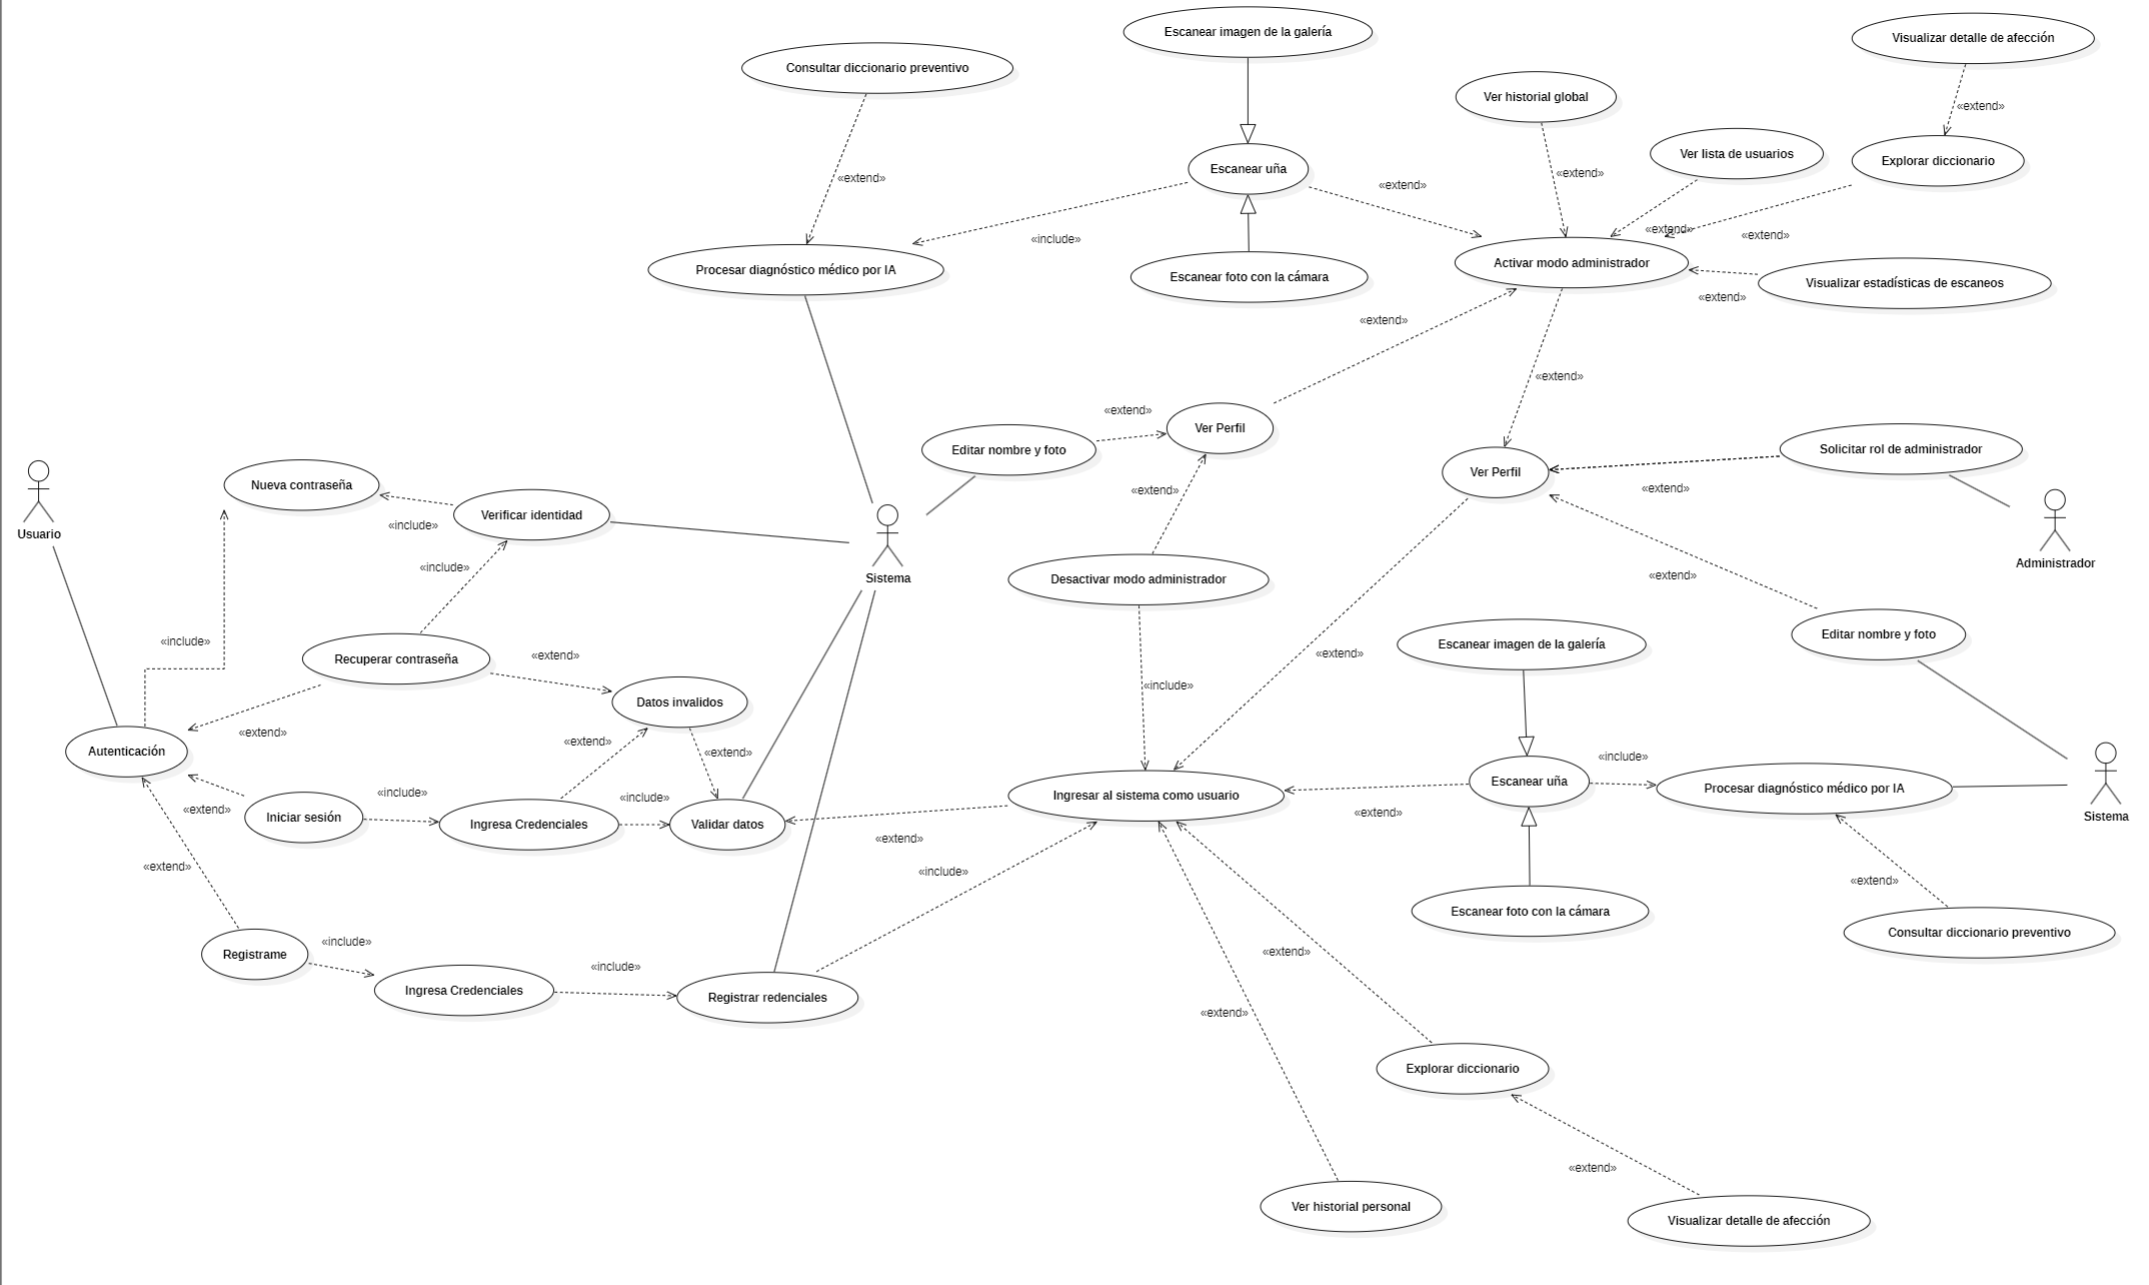 Escanear imagen de la galería
Visualizar detalle de afección
Consultar diccionario preventivo
Ver historial global
«extend»
Ver lista de usuarios
Explorar diccionario
Escanear uña
«extend»
«extend»
«extend»
«extend»
«extend»
«include»
Procesar diagnóstico médico por IA
Escanear foto con la cámara
Activar modo administrador
Visualizar estadísticas de escaneos
«extend»
«extend»
«extend»
«extend»
Ver Perfil
Editar nombre y foto
Solicitar rol de administrador
Ver Perfil
«extend»
«extend»
Nueva contraseña
Verificar identidad
«include»
Usuario
Sistema
Administrador
«include»
«extend»
Desactivar modo administrador
Editar nombre y foto
«include»
Escanear imagen de la galería
«extend»
Recuperar contraseña
«extend»
«include»
Datos invalidos
«extend»
«extend»
Autenticación
«extend»
«include»
Escanear uña
Procesar diagnóstico médico por IA
«include»
«include»
Ingresar al sistema como usuario
«extend»
«extend»
Sistema
Iniciar sesión
Ingresa Credenciales
Validar datos
«extend»
«extend»
«include»
«extend»
Escanear foto con la cámara
Consultar diccionario preventivo
«include»
Registrame
«extend»
«include»
Ingresa Credenciales
Registrar redenciales
«extend»
Explorar diccionario
«extend»
Ver historial personal
Visualizar detalle de afección